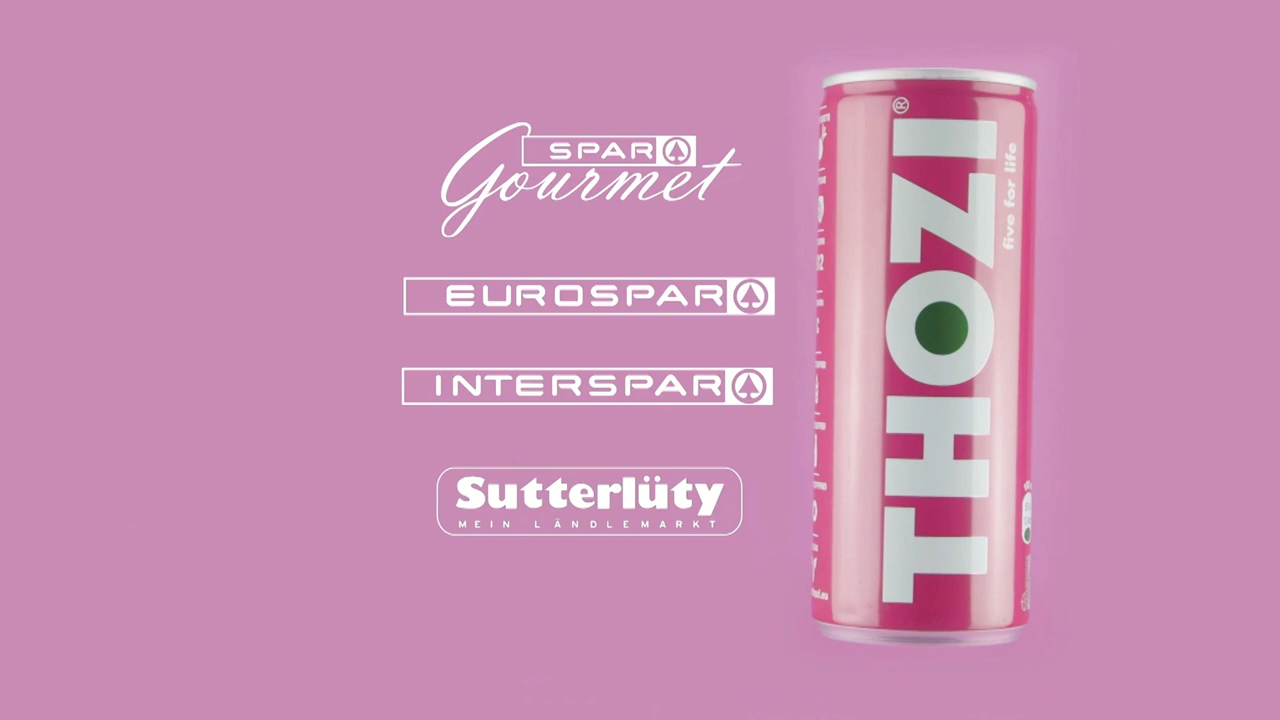 SPAR
Gourmet
EUROSPAR
INTERSPAR
Sutterlüty
MEIN LÄNDLEMARKT
THOZI®
five for life